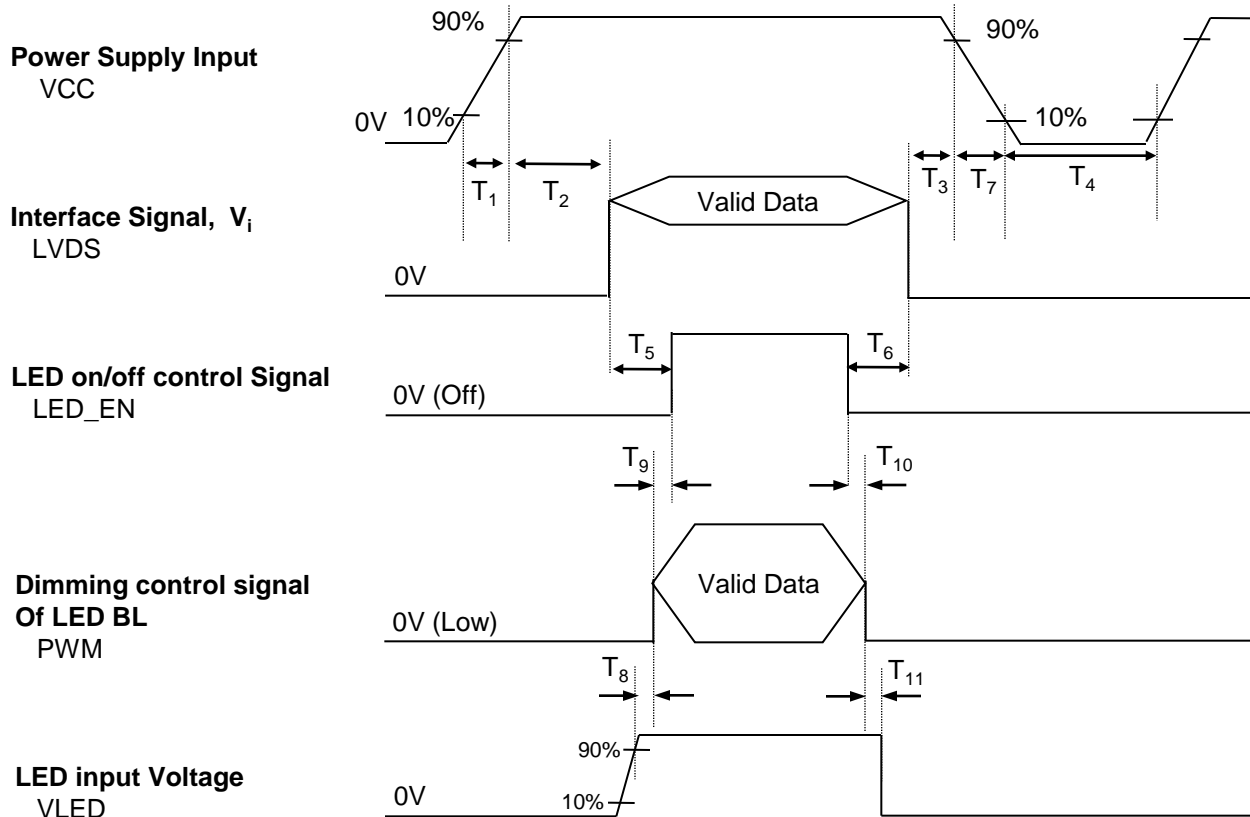 90%
90%
Power Supply Input
VCC
10%
10%
0V
T1
T2
T3
T7
T4
Valid Data
Interface Signal, Vi
LVDS
0V
T5
T6
LED on/off control Signal
LED_EN
0V (Off)
T9
T10
Dimming control signal
Of LED BL
PWM
Valid Data
0V (Low)
T8
T11
90%
LED input Voltage
VLED
0V
10%